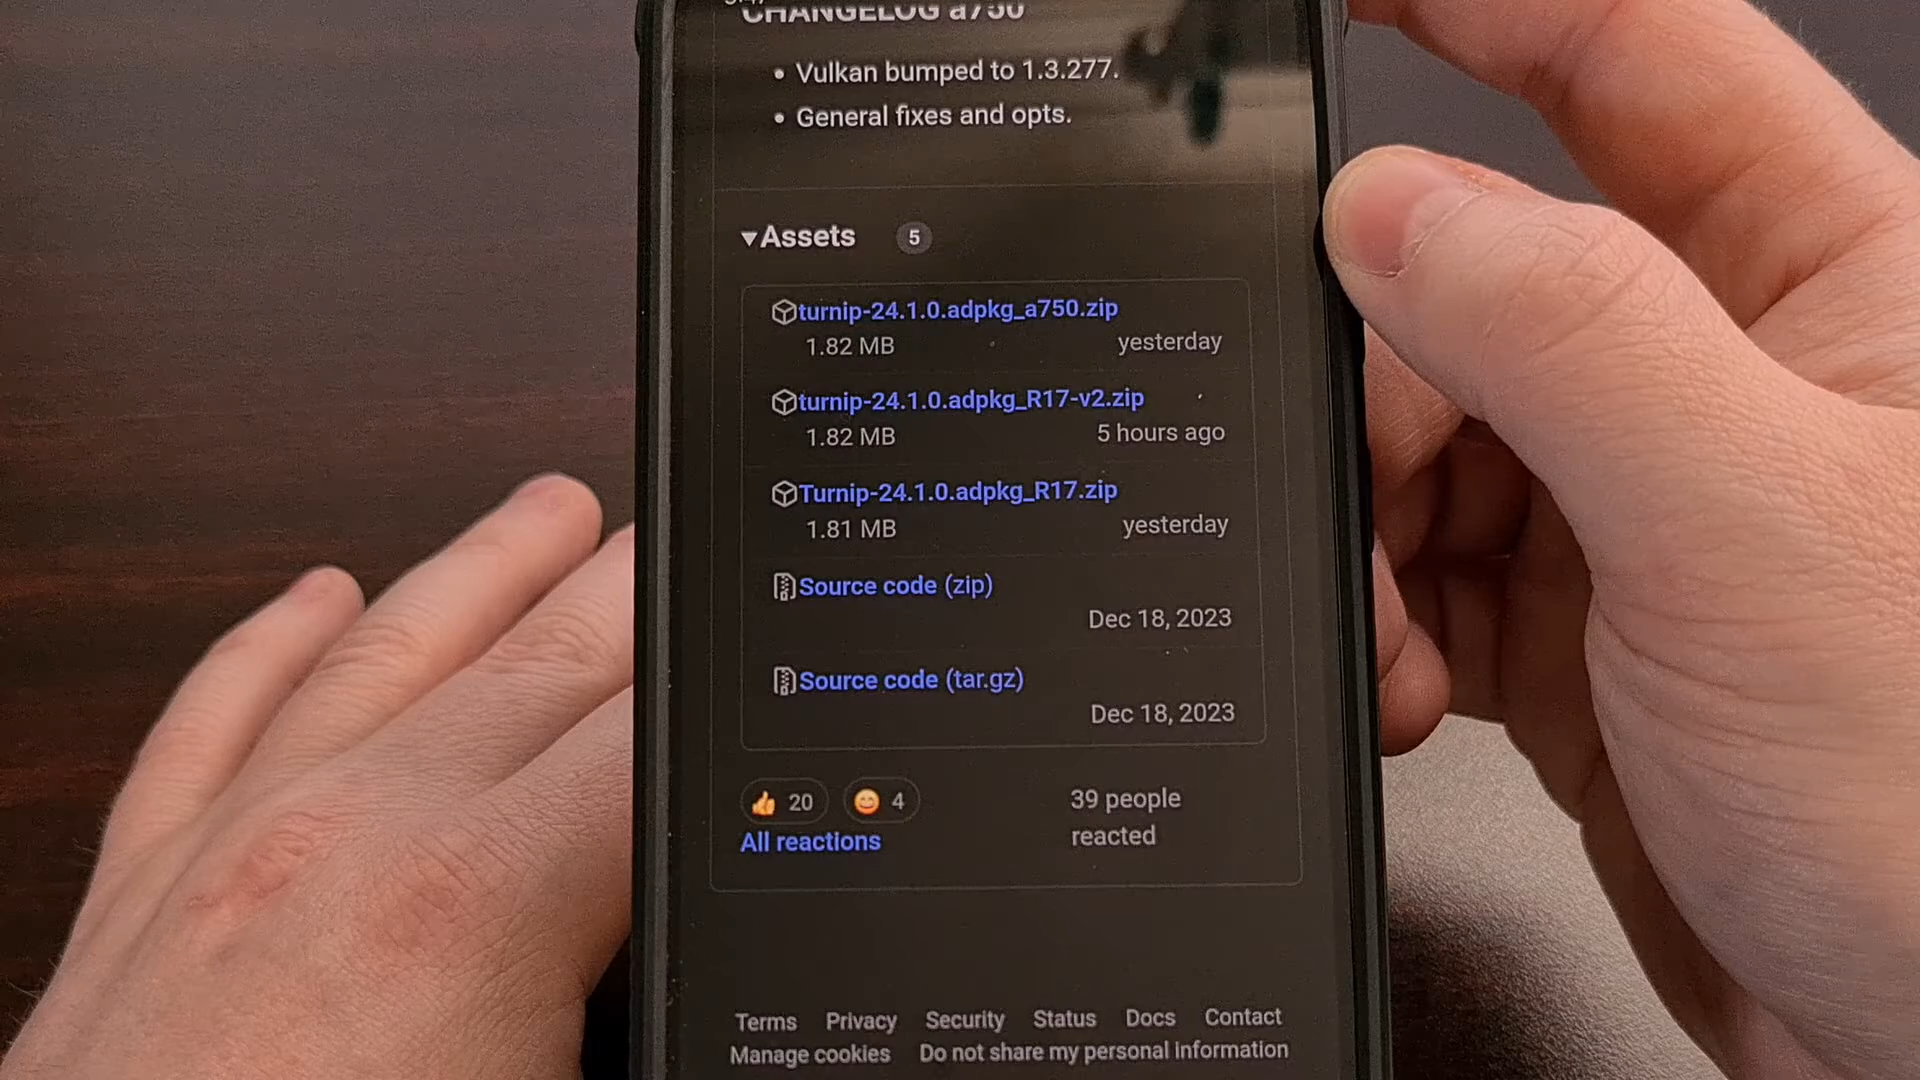 CHANGELOG a750
• Vulkan bumped to 1.3.277.
• General fixes and opts.
▾Assets 5
turnip-24.1.0.adpkg_a750.zip
1.82 MB yesterday
turnip-24.1.0.adpkg_R17-v2.zip
1.82 MB 5 hours ago
Turnip-24.1.0.adpkg_R17.zip
1.81 MB yesterday
Source code (zip)
Dec 18, 2023
Source code (tar.gz)
Dec 18, 2023
👍 20 😄 4 39 people
All reactions reacted
Terms Privacy Security Status Docs Contact
Manage cookies Do not share my personal information